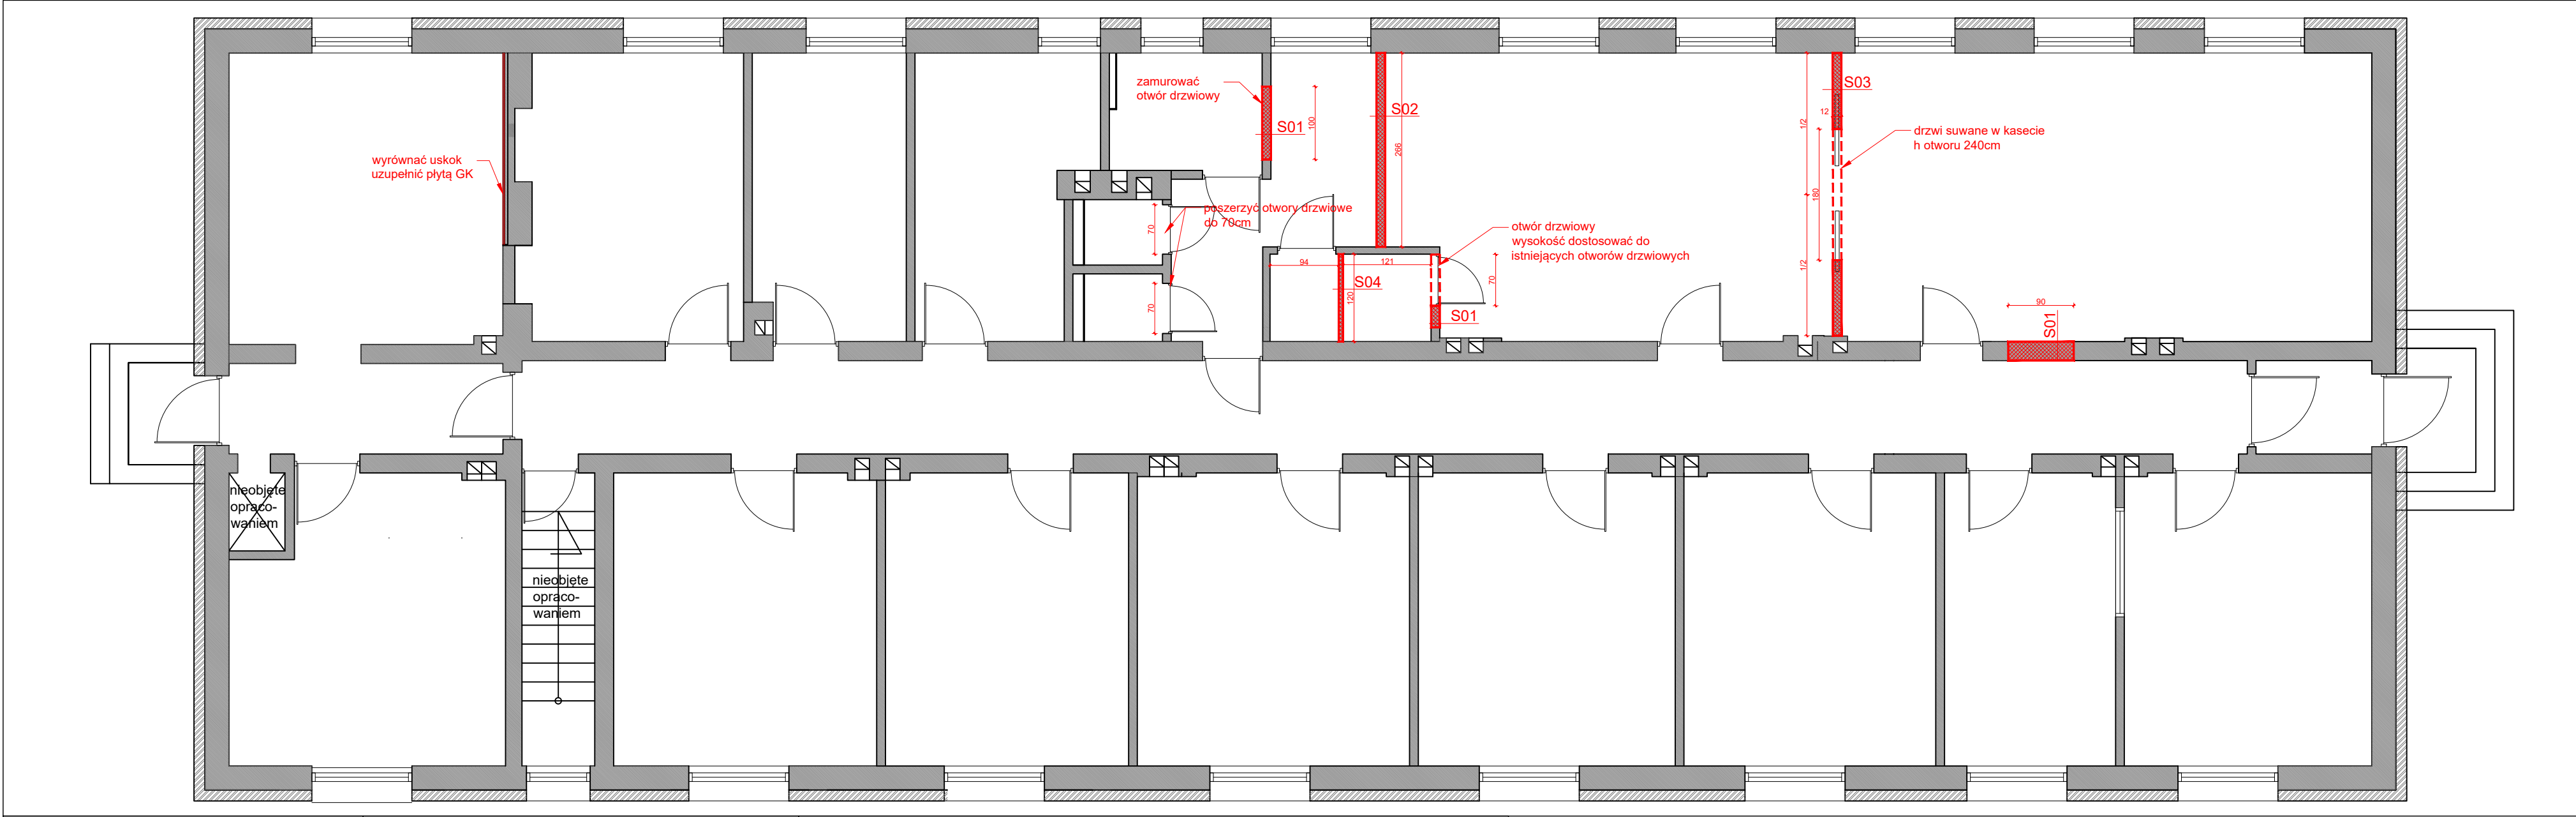 zamurować
otwór drzwiowy
S01
100
S02
266
1/2
1/2
S03
12
180
drzwi suwane w kasecie
h otworu 240cm
wyrównać uskok
uzupełnić płytą GK
poszerzyć otwory drzwiowe
do 70cm
70
70
otwór drzwiowy
wysokość dostosować do
istniejących otworów drzwiowych
94
121
S04
120
70
S01
90
S01
nieobjęte
opraco-
waniem
nieobjęte
opraco-
waniem